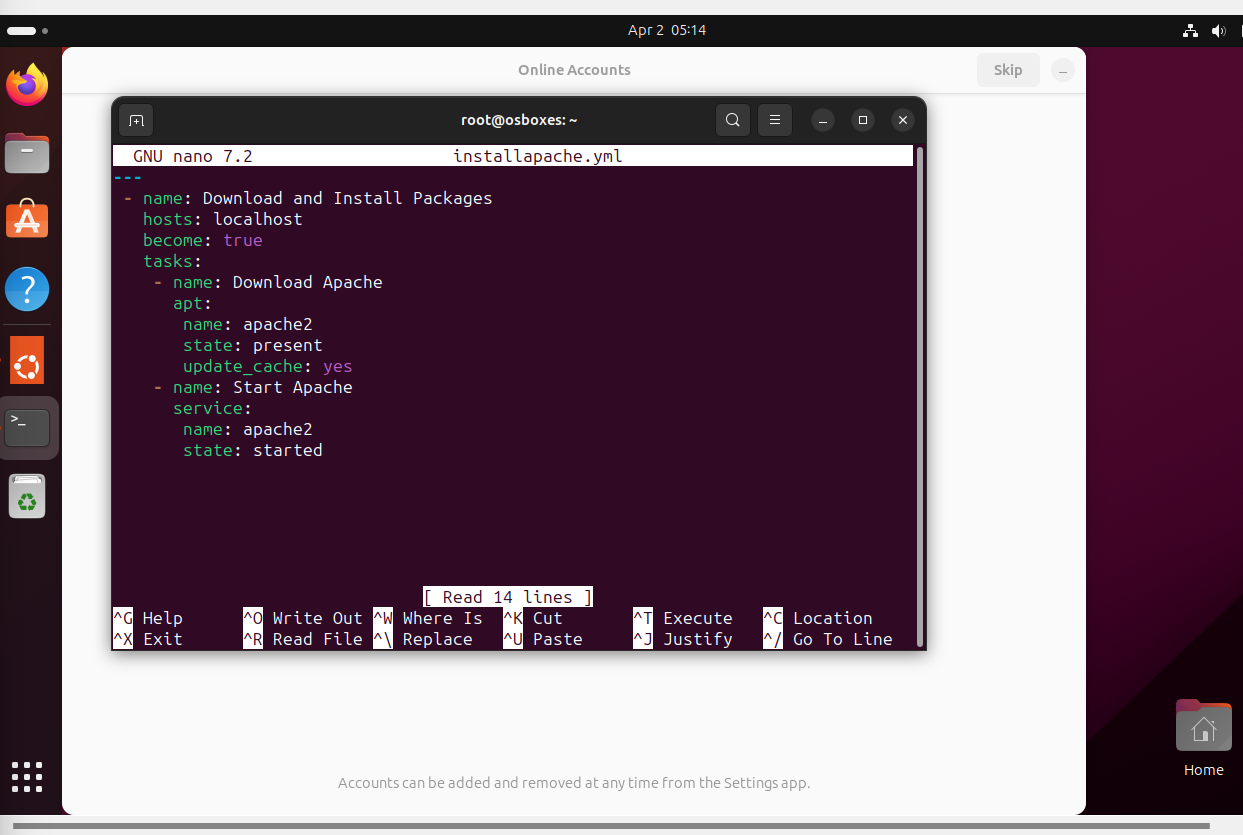 Apr 2 05:14
Online Accounts
Skip
root@osboxes: ~
GNU nano 7.2 installapache.yml
---
- name: Download and Install Packages
hosts: localhost
become: true
tasks:
- name: Download Apache
apt:
name: apache2
state: present
update_cache: yes
- name: Start Apache
service:
name: apache2
state: started
[ Read 14 lines ]
^G Help ^O Write Out ^W Where Is ^K Cut ^T Execute ^C Location
^X Exit ^R Read File ^\ Replace ^U Paste ^J Justify ^/ Go To Line
Accounts can be added and removed at any time from the Settings app.
Home